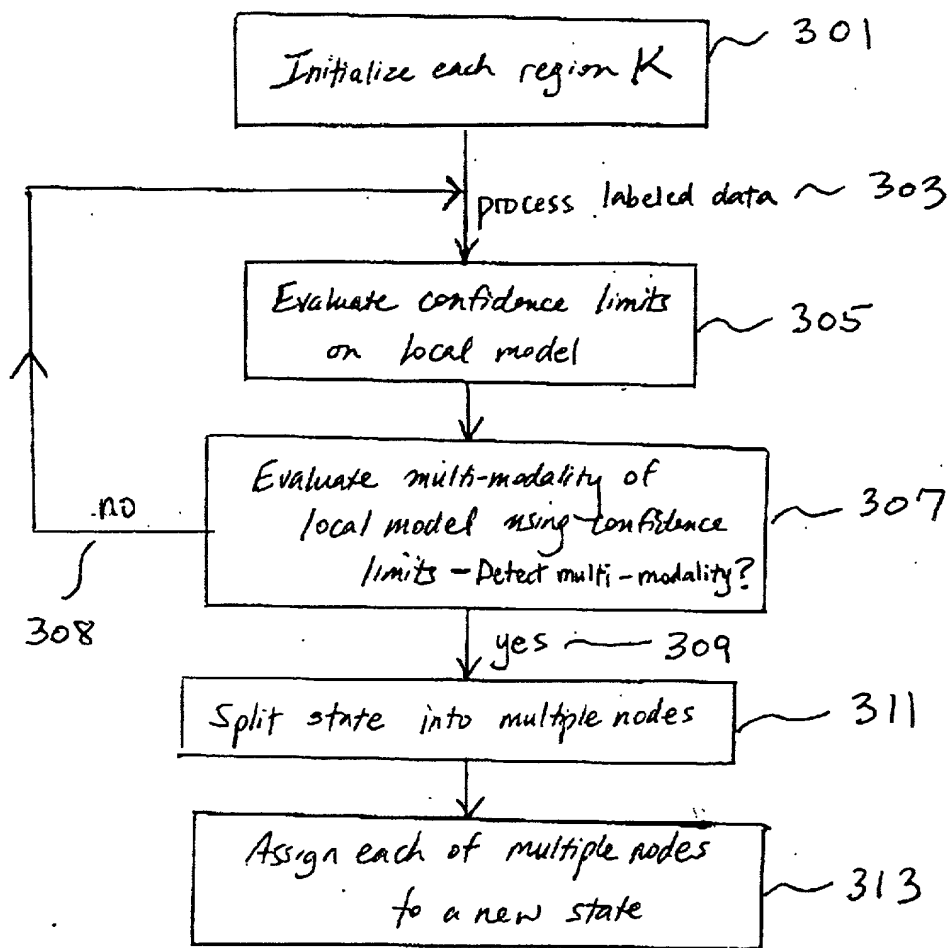 Initialize each region K
301
process labeled data
303
Evaluate confidence limits
on local model
305
Evaluate multi-modality of
local model using confidence
limits - Detect multi-modality?
307
no
308
yes
309
Split state into multiple nodes
311
Assign each of multiple nodes
to a new state
313